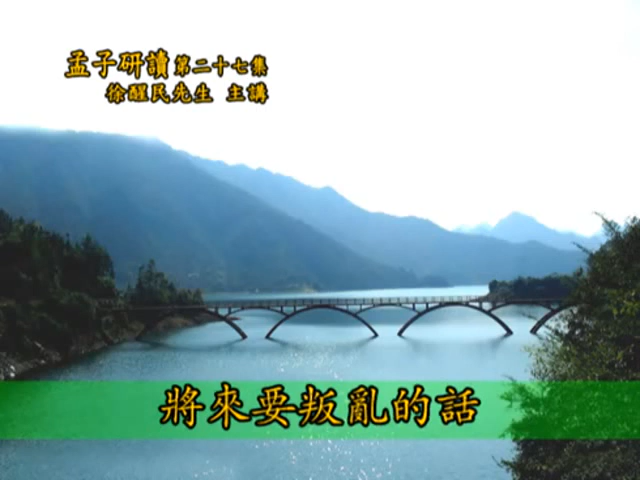 孟子研讀 第二十七集
徐醒民先生 主講
將來要叛亂的話